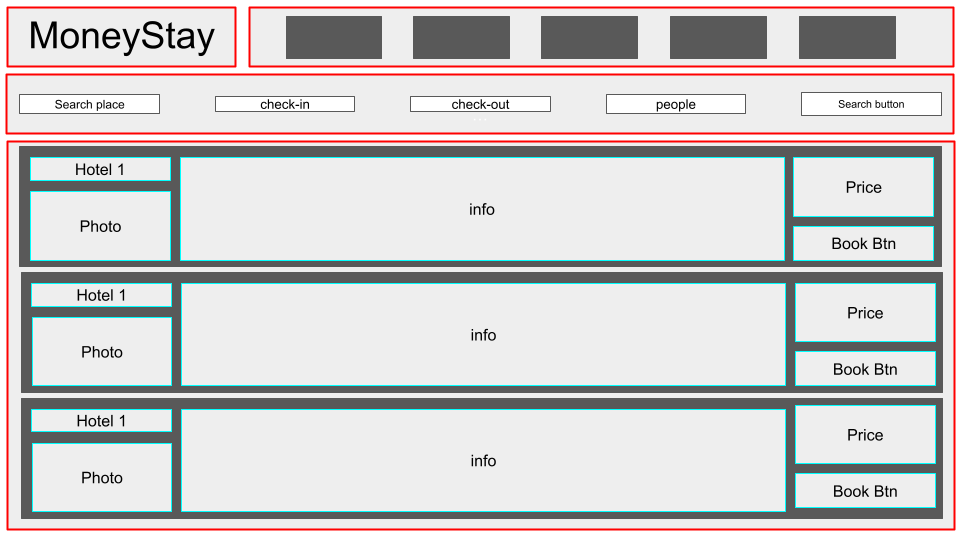 MoneyStay
Search place
check-in
check-out
people
Search button
...
Hotel 1
Photo
info
Price
Book Btn
Hotel 1
Photo
info
Price
Book Btn
Hotel 1
Photo
info
Price
Book Btn